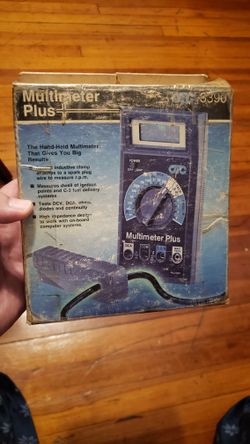 Multimeter
Plus
3390
The Hand-Held Multimeter
That Gives You Big
Results
inductive clamp
to a spark plug
wire to measure r.p.m.
Measures dwell of ignition
points and C-3 fuel delivery
systems
Tests DCV, DCA, ohms,
diodes and continuity
High impedance design
to work with on-board
computer systems
Multimeter Plus